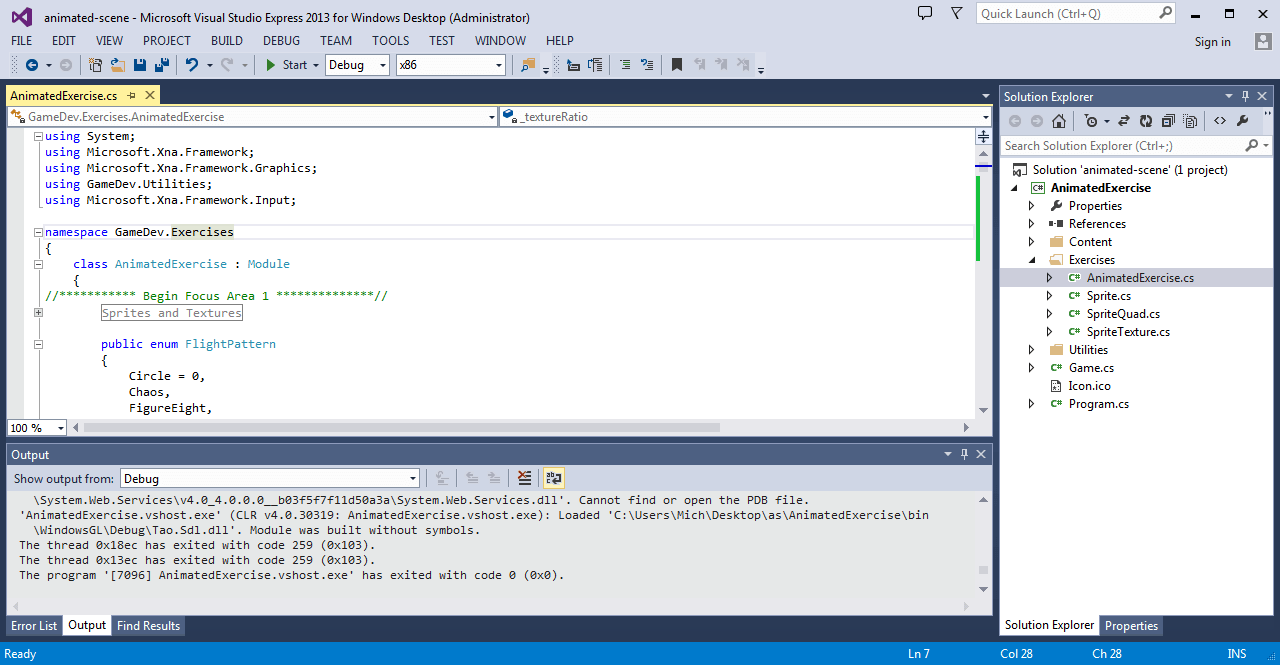 animated-scene - Microsoft Visual Studio Express 2013 for Windows Desktop (Administrator)
Quick Launch (Ctrl+Q)
FILE EDIT VIEW PROJECT BUILD DEBUG TEAM TOOLS TEST WINDOW HELP
Sign in
Start Debug x86
AnimatedExercise.cs
GameDev.Exercises.AnimatedExercise
_textureRatio
using System;
using Microsoft.Xna.Framework;
using Microsoft.Xna.Framework.Graphics;
using GameDev.Utilities;
using Microsoft.Xna.Framework.Input;
namespace GameDev.Exercises
{
class AnimatedExercise : Module
{
//*********** Begin Focus Area 1 **************//
Sprites and Textures
public enum FlightPattern
{
Circle = 0,
Chaos,
FigureEight,
100 %
Output
Show output from: Debug
\System.Web.Services\v4.0_4.0.0.0__b03f5f7f11d50a3a\System.Web.Services.dll'. Cannot find or open the PDB file.
'AnimatedExercise.vshost.exe' (CLR v4.0.30319: AnimatedExercise.vshost.exe): Loaded 'C:\Users\Mich\Desktop\as\AnimatedExercise\bin
\WindowsGL\Debug\Tao.Sdl.dll'. Module was built without symbols.
The thread 0x18ec has exited with code 259 (0x103).
The thread 0x13ec has exited with code 259 (0x103).
The program '[7096] AnimatedExercise.vshost.exe' has exited with code 0 (0x0).
Error List Output Find Results
Solution Explorer
Search Solution Explorer (Ctrl+;)
Solution 'animated-scene' (1 project)
AnimatedExercise
Properties
References
Content
Exercises
AnimatedExercise.cs
Sprite.cs
SpriteQuad.cs
SpriteTexture.cs
Utilities
Game.cs
Icon.ico
Program.cs
Solution Explorer Properties
Ready Ln 7 Col 28 Ch 28 INS